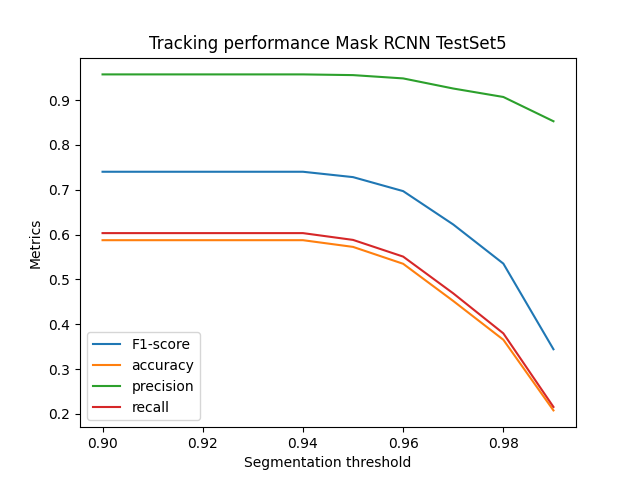 Tracking performance Mask RCNN TestSet5
Metrics
0.9
0.8
0.7
0.6
0.5
0.4
0.3
0.2
F1-score
accuracy
precision
recall
0.90 0.92 0.94 0.96 0.98
Segmentation threshold